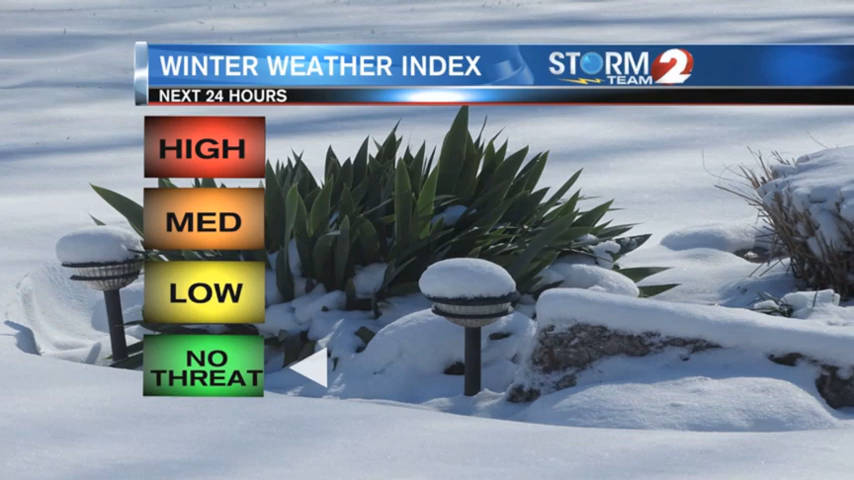 WINTER WEATHER INDEX
STORM
TEAM 2
NEXT 24 HOURS
HIGH
MED
LOW
NO
THREAT